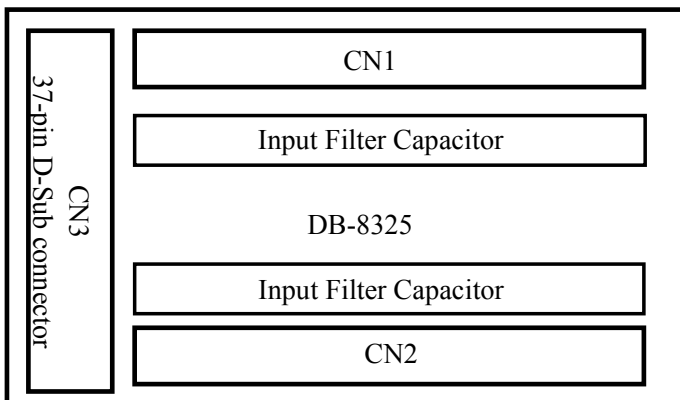 CN1
Input Filter Capacitor
CN3
37-pin D-Sub connector
DB-8325
Input Filter Capacitor
CN2